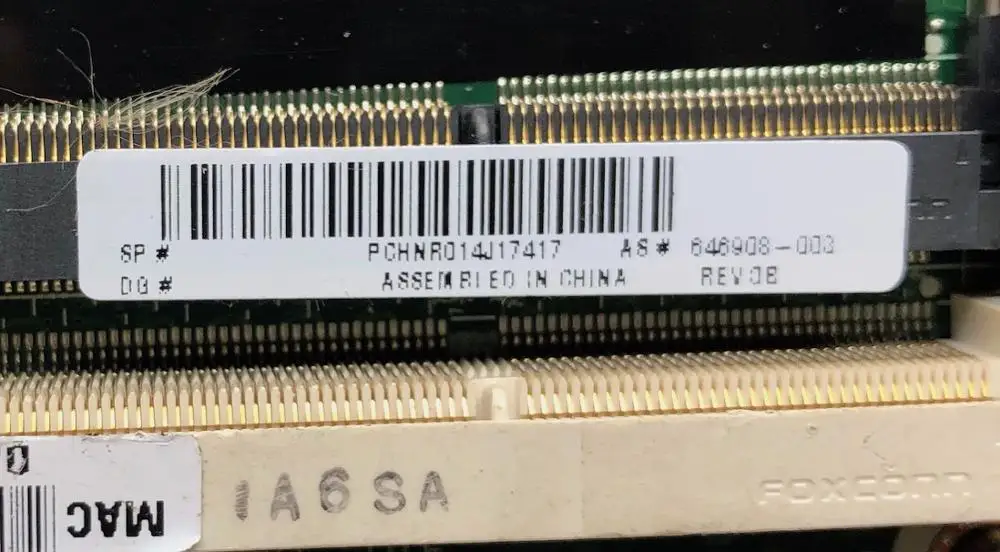 SP # PCHNR014J17417 AS# 646908-003
DG # ASSEMBLED IN CHINA REV0B
A6SA
FOXCONN
MAC